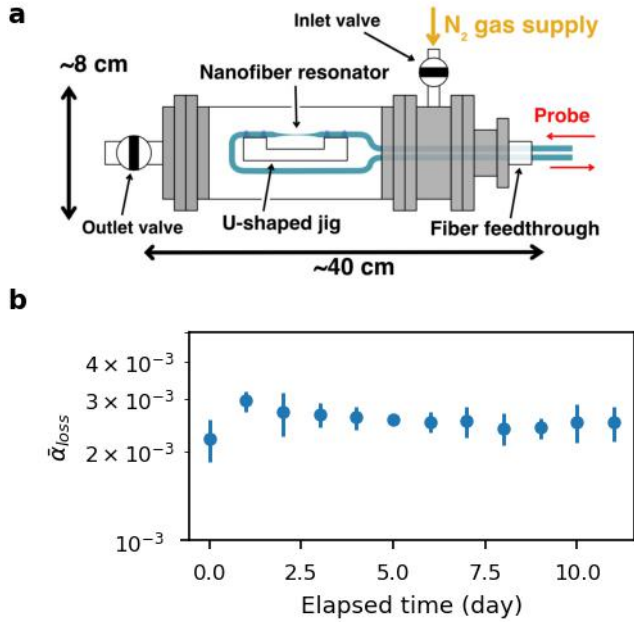 a
Inlet valve
N₂ gas supply
~8 cm
Nanofiber resonator
Probe
Outlet valve
U-shaped jig
Fiber feedthrough
~40 cm
b
4 × 10⁻³
3 × 10⁻³
2 × 10⁻³
10⁻³
ᾱ_loss
0.0 2.5 5.0 7.5 10.0
Elapsed time (day)